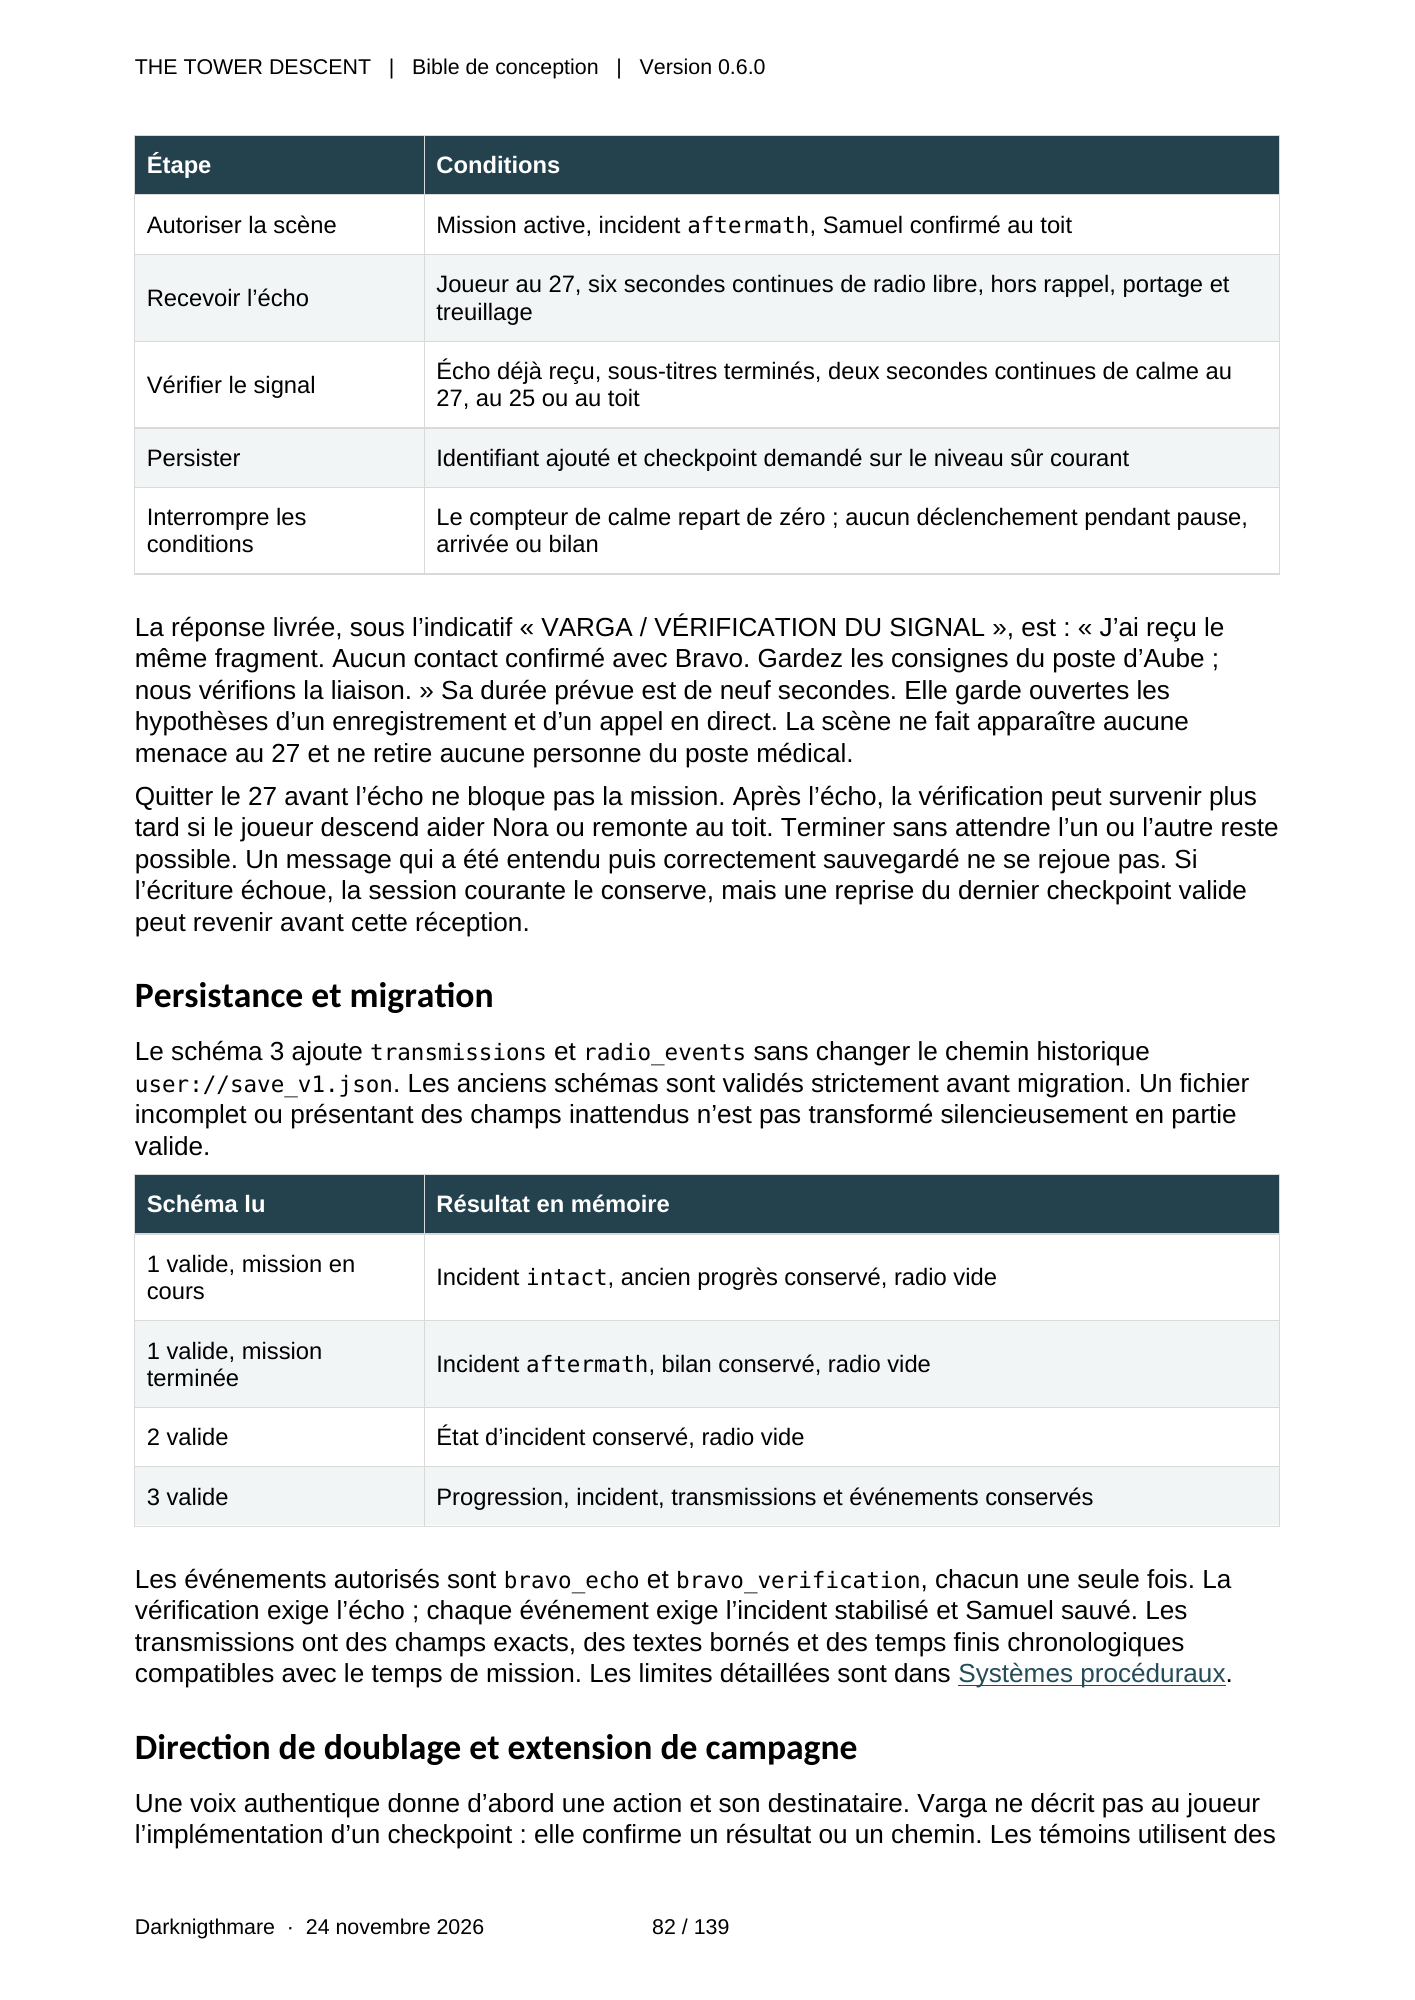 THE TOWER DESCENT | Bible de conception | Version 0.6.0
Étape
Conditions
Autoriser la scène
Mission active, incident aftermath, Samuel confirmé au toit
Recevoir l’écho
Joueur au 27, six secondes continues de radio libre, hors rappel, portage et
treuillage
Vérifier le signal
Écho déjà reçu, sous-titres terminés, deux secondes continues de calme au
27, au 25 ou au toit
Persister
Identifiant ajouté et checkpoint demandé sur le niveau sûr courant
Interrompre les
conditions
Le compteur de calme repart de zéro ; aucun déclenchement pendant pause,
arrivée ou bilan
La réponse livrée, sous l’indicatif « VARGA / VÉRIFICATION DU SIGNAL », est : « J’ai reçu le
même fragment. Aucun contact confirmé avec Bravo. Gardez les consignes du poste d’Aube ;
nous vérifions la liaison. » Sa durée prévue est de neuf secondes. Elle garde ouvertes les
hypothèses d’un enregistrement et d’un appel en direct. La scène ne fait apparaître aucune
menace au 27 et ne retire aucune personne du poste médical.
Quitter le 27 avant l’écho ne bloque pas la mission. Après l’écho, la vérification peut survenir plus
tard si le joueur descend aider Nora ou remonte au toit. Terminer sans attendre l’un ou l’autre reste
possible. Un message qui a été entendu puis correctement sauvegardé ne se rejoue pas. Si
l’écriture échoue, la session courante le conserve, mais une reprise du dernier checkpoint valide
peut revenir avant cette réception.
Persistance et migration
Le schéma 3 ajoute transmissions et radio_events sans changer le chemin historique
user://save_v1.json. Les anciens schémas sont validés strictement avant migration. Un fichier
incomplet ou présentant des champs inattendus n’est pas transformé silencieusement en partie
valide.
Schéma lu
Résultat en mémoire
1 valide, mission en
cours
Incident intact, ancien progrès conservé, radio vide
1 valide, mission
terminée
Incident aftermath, bilan conservé, radio vide
2 valide
État d’incident conservé, radio vide
3 valide
Progression, incident, transmissions et événements conservés
Les événements autorisés sont bravo_echo et bravo_verification, chacun une seule fois. La
vérification exige l’écho ; chaque événement exige l’incident stabilisé et Samuel sauvé. Les
transmissions ont des champs exacts, des textes bornés et des temps finis chronologiques
compatibles avec le temps de mission. Les limites détaillées sont dans Systèmes procéduraux.
Direction de doublage et extension de campagne
Une voix authentique donne d’abord une action et son destinataire. Varga ne décrit pas au joueur
l’implémentation d’un checkpoint : elle confirme un résultat ou un chemin. Les témoins utilisent des
Darknigthmare · 24 novembre 2026
82 / 139